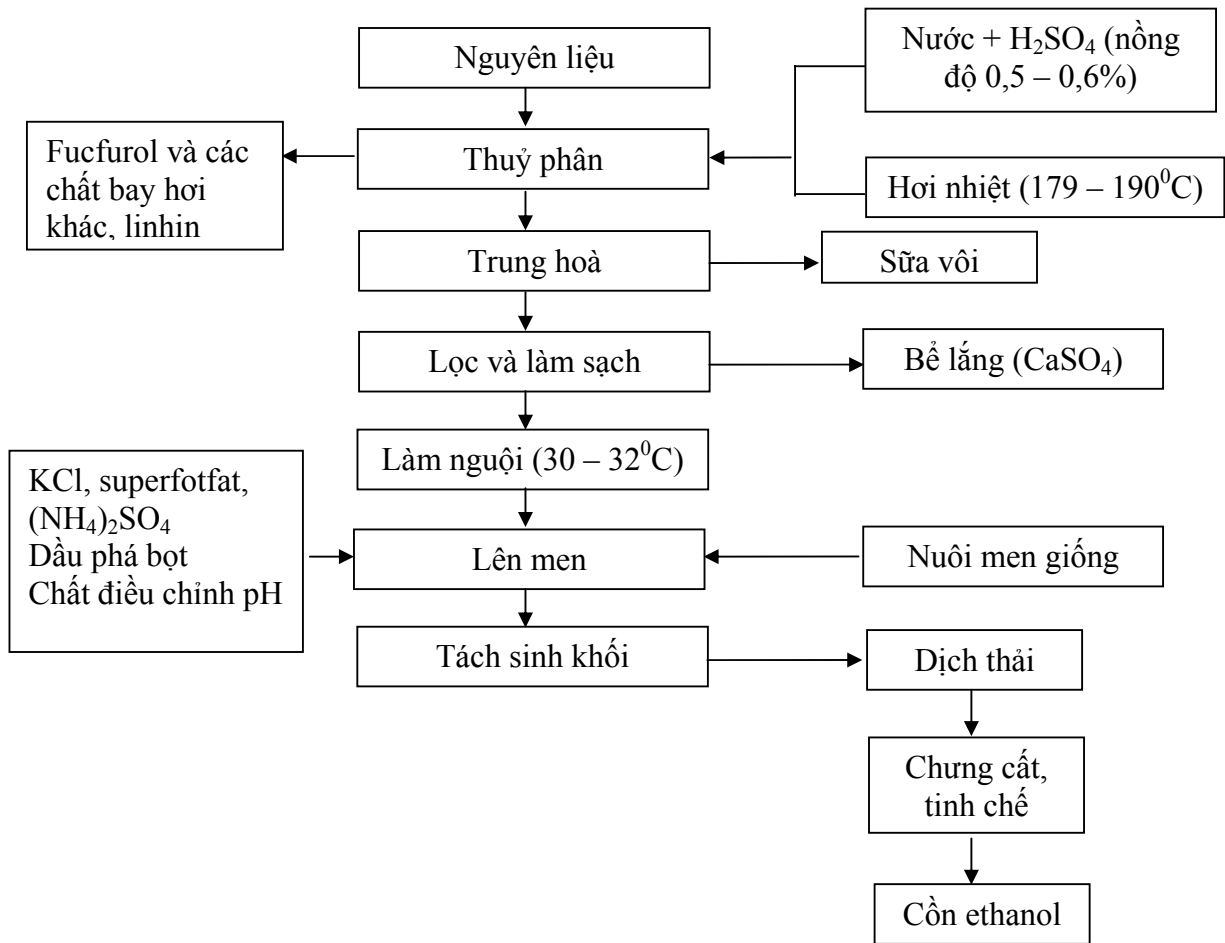 Nguyên liệu
Nước + H₂SO₄ (nồng
độ 0,5 – 0,6%)
Fucfurol và các
chất bay hơi
khác, linhin
Thuỷ phân
Hơi nhiệt (179 – 190⁰C)
Trung hoà
Sữa vôi
Lọc và làm sạch
Bể lắng (CaSO₄)
Làm nguội (30 – 32⁰C)
KCl, superfotfat,
(NH₄)₂SO₄
Dầu phá bọt
Chất điều chỉnh pH
Lên men
Nuôi men giống
Tách sinh khối
Dịch thải
Chưng cất,
tinh chế
Cồn ethanol